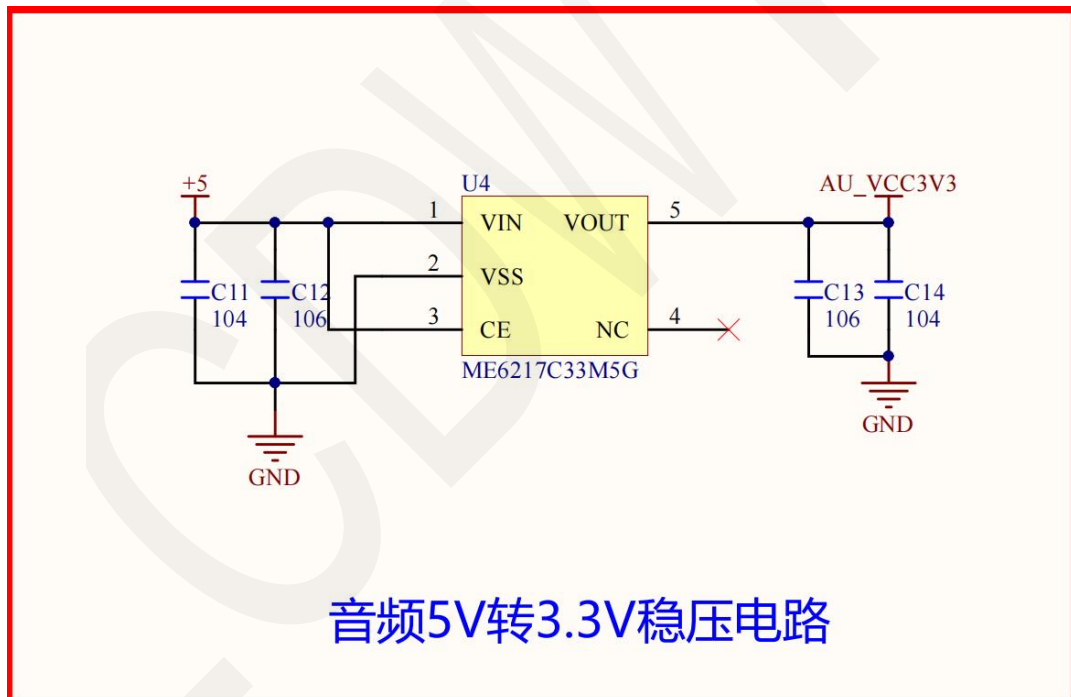 +5
U4
AU_VCC3V3
1
VIN
VOUT
5
2
VSS
C11
104
C12
106
3
CE
NC
4
C13
106
C14
104
ME6217C33M5G
GND
GND
音频5V转3.3V稳压电路